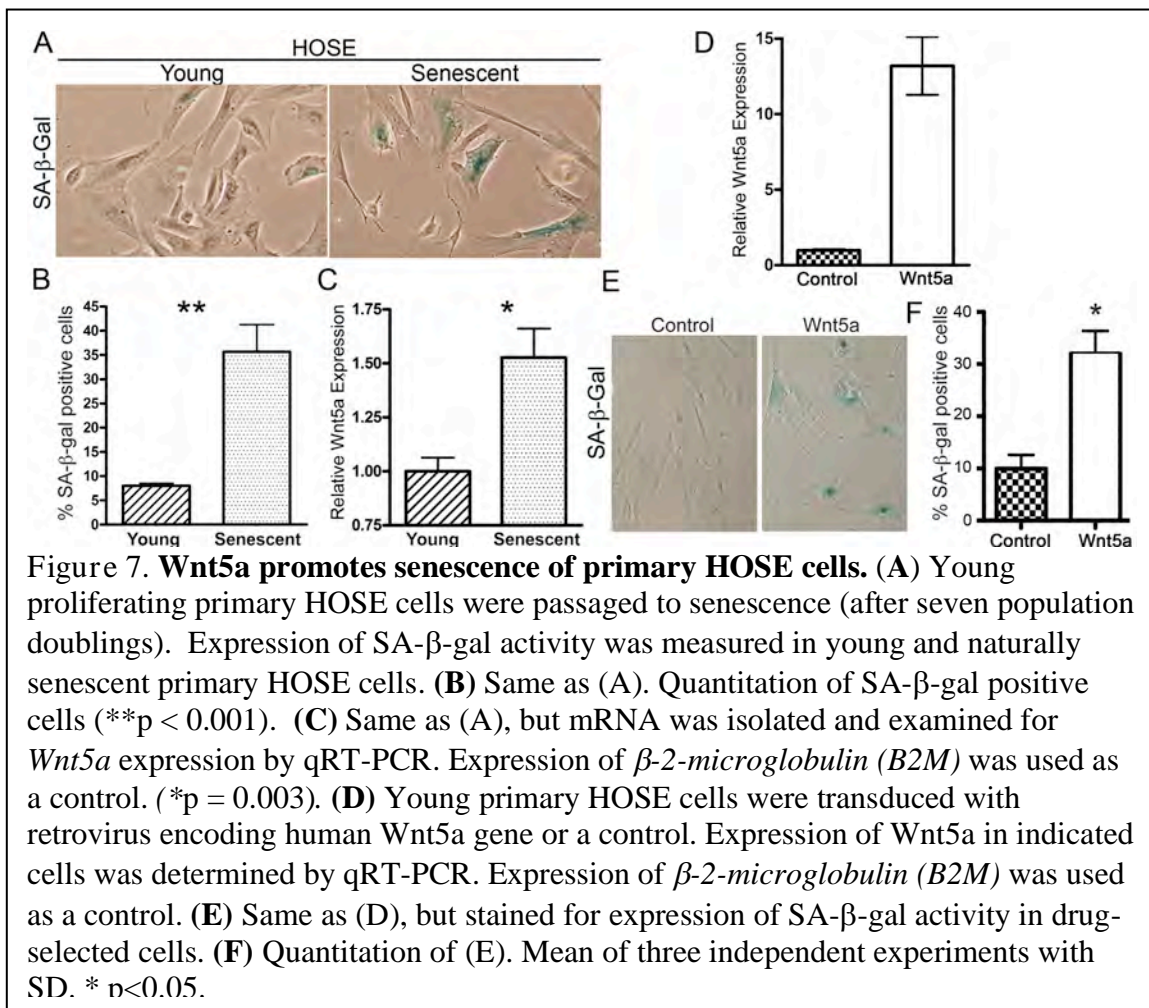 A
HOSE
Young
Senescent
SA-β-Gal
D
Relative Wnt5a Expression
15
10
5
0
Control
Wnt5a
B
% SA-β-gal positive cells
45
40
35
30
25
20
15
10
5
0
**
Young
Senescent
C
Relative Wnt5a Expression
1.75
1.50
1.25
1.00
0.75
*
Young
Senescent
E
Control
Wnt5a
SA-β-Gal
F
% SA-β-gal positive cells
40
30
20
10
0
*
Control
Wnt5a
Figure 7. Wnt5a promotes senescence of primary HOSE cells. (A) Young
proliferating primary HOSE cells were passaged to senescence (after seven population
doublings). Expression of SA-β-gal activity was measured in young and naturally
senescent primary HOSE cells. (B) Same as (A). Quantitation of SA-β-gal positive
cells (**p < 0.001). (C) Same as (A), but mRNA was isolated and examined for
Wnt5a expression by qRT-PCR. Expression of β-2-microglobulin (B2M) was used as
a control. (*p = 0.003). (D) Young primary HOSE cells were transduced with
retrovirus encoding human Wnt5a gene or a control. Expression of Wnt5a in indicated
cells was determined by qRT-PCR. Expression of β-2-microglobulin (B2M) was used
as a control. (E) Same as (D), but stained for expression of SA-β-gal activity in drug-
selected cells. (F) Quantitation of (E). Mean of three independent experiments with
SD. * p<0.05.